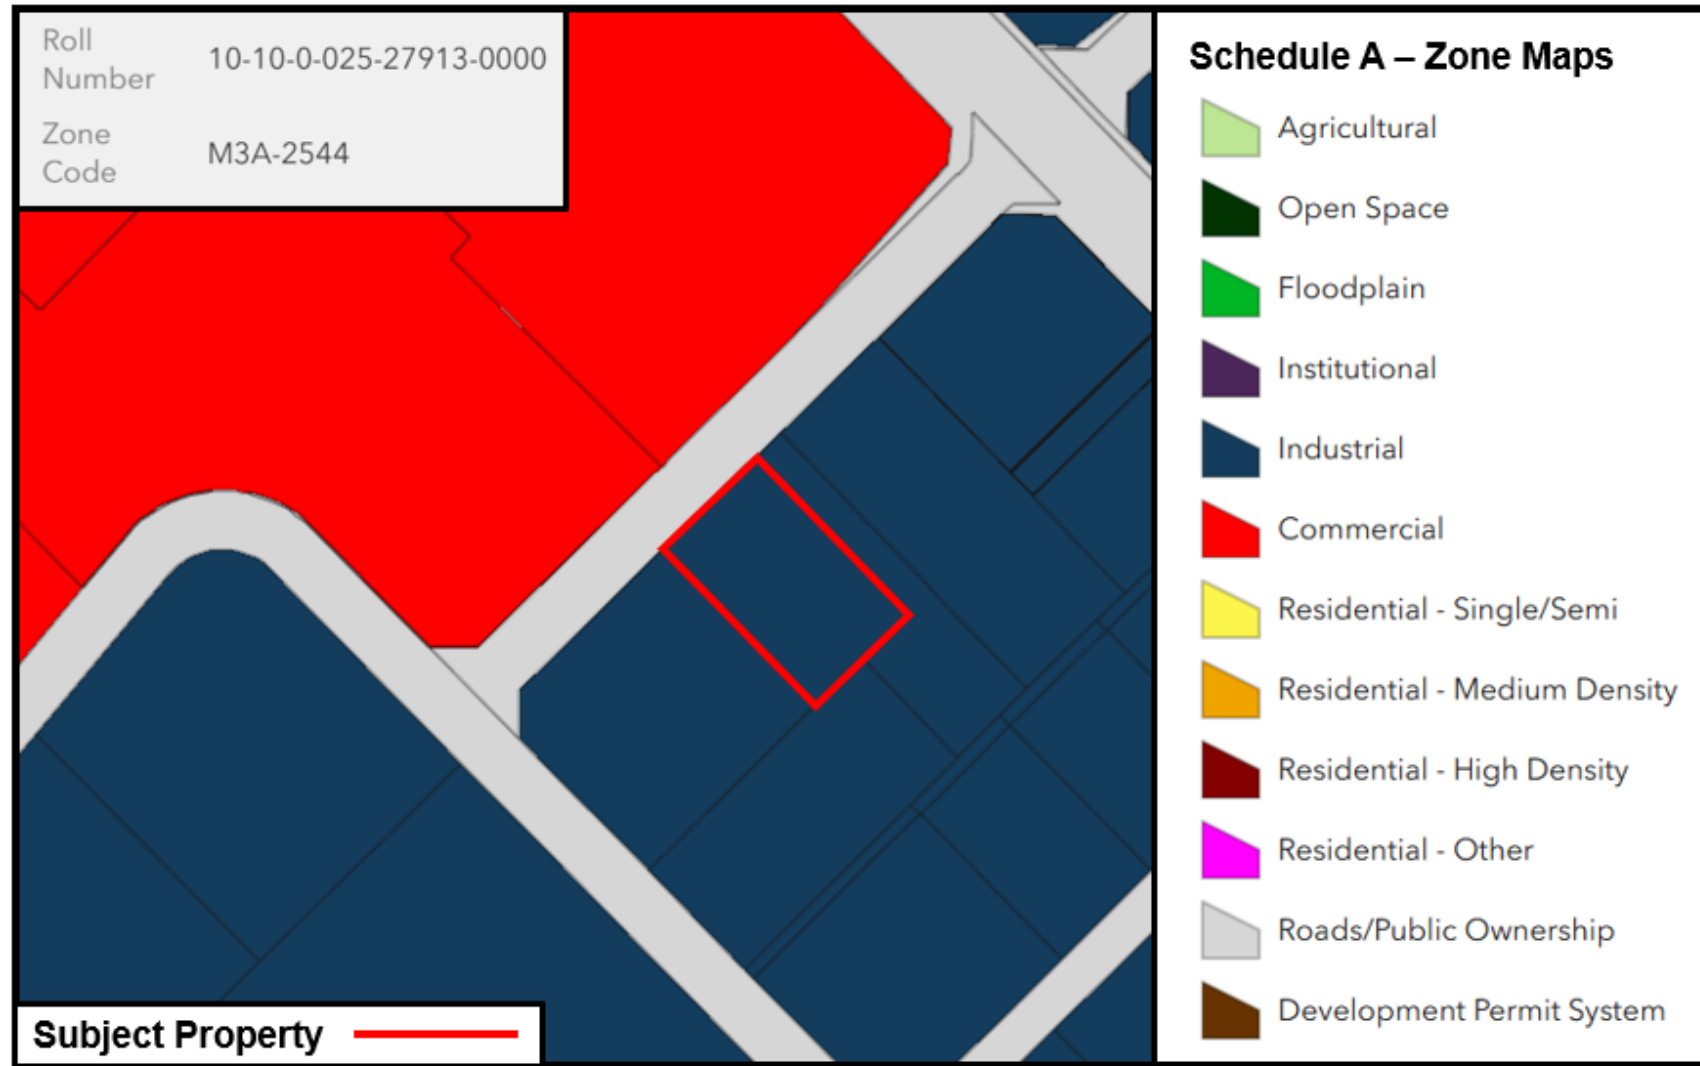 Roll
Number
10-10-0-025-27913-0000
Zone
Code
M3A-2544
Subject Property
Schedule A – Zone Maps
Agricultural
Open Space
Floodplain
Institutional
Industrial
Commercial
Residential - Single/Semi
Residential - Medium Density
Residential - High Density
Residential - Other
Roads/Public Ownership
Development Permit System